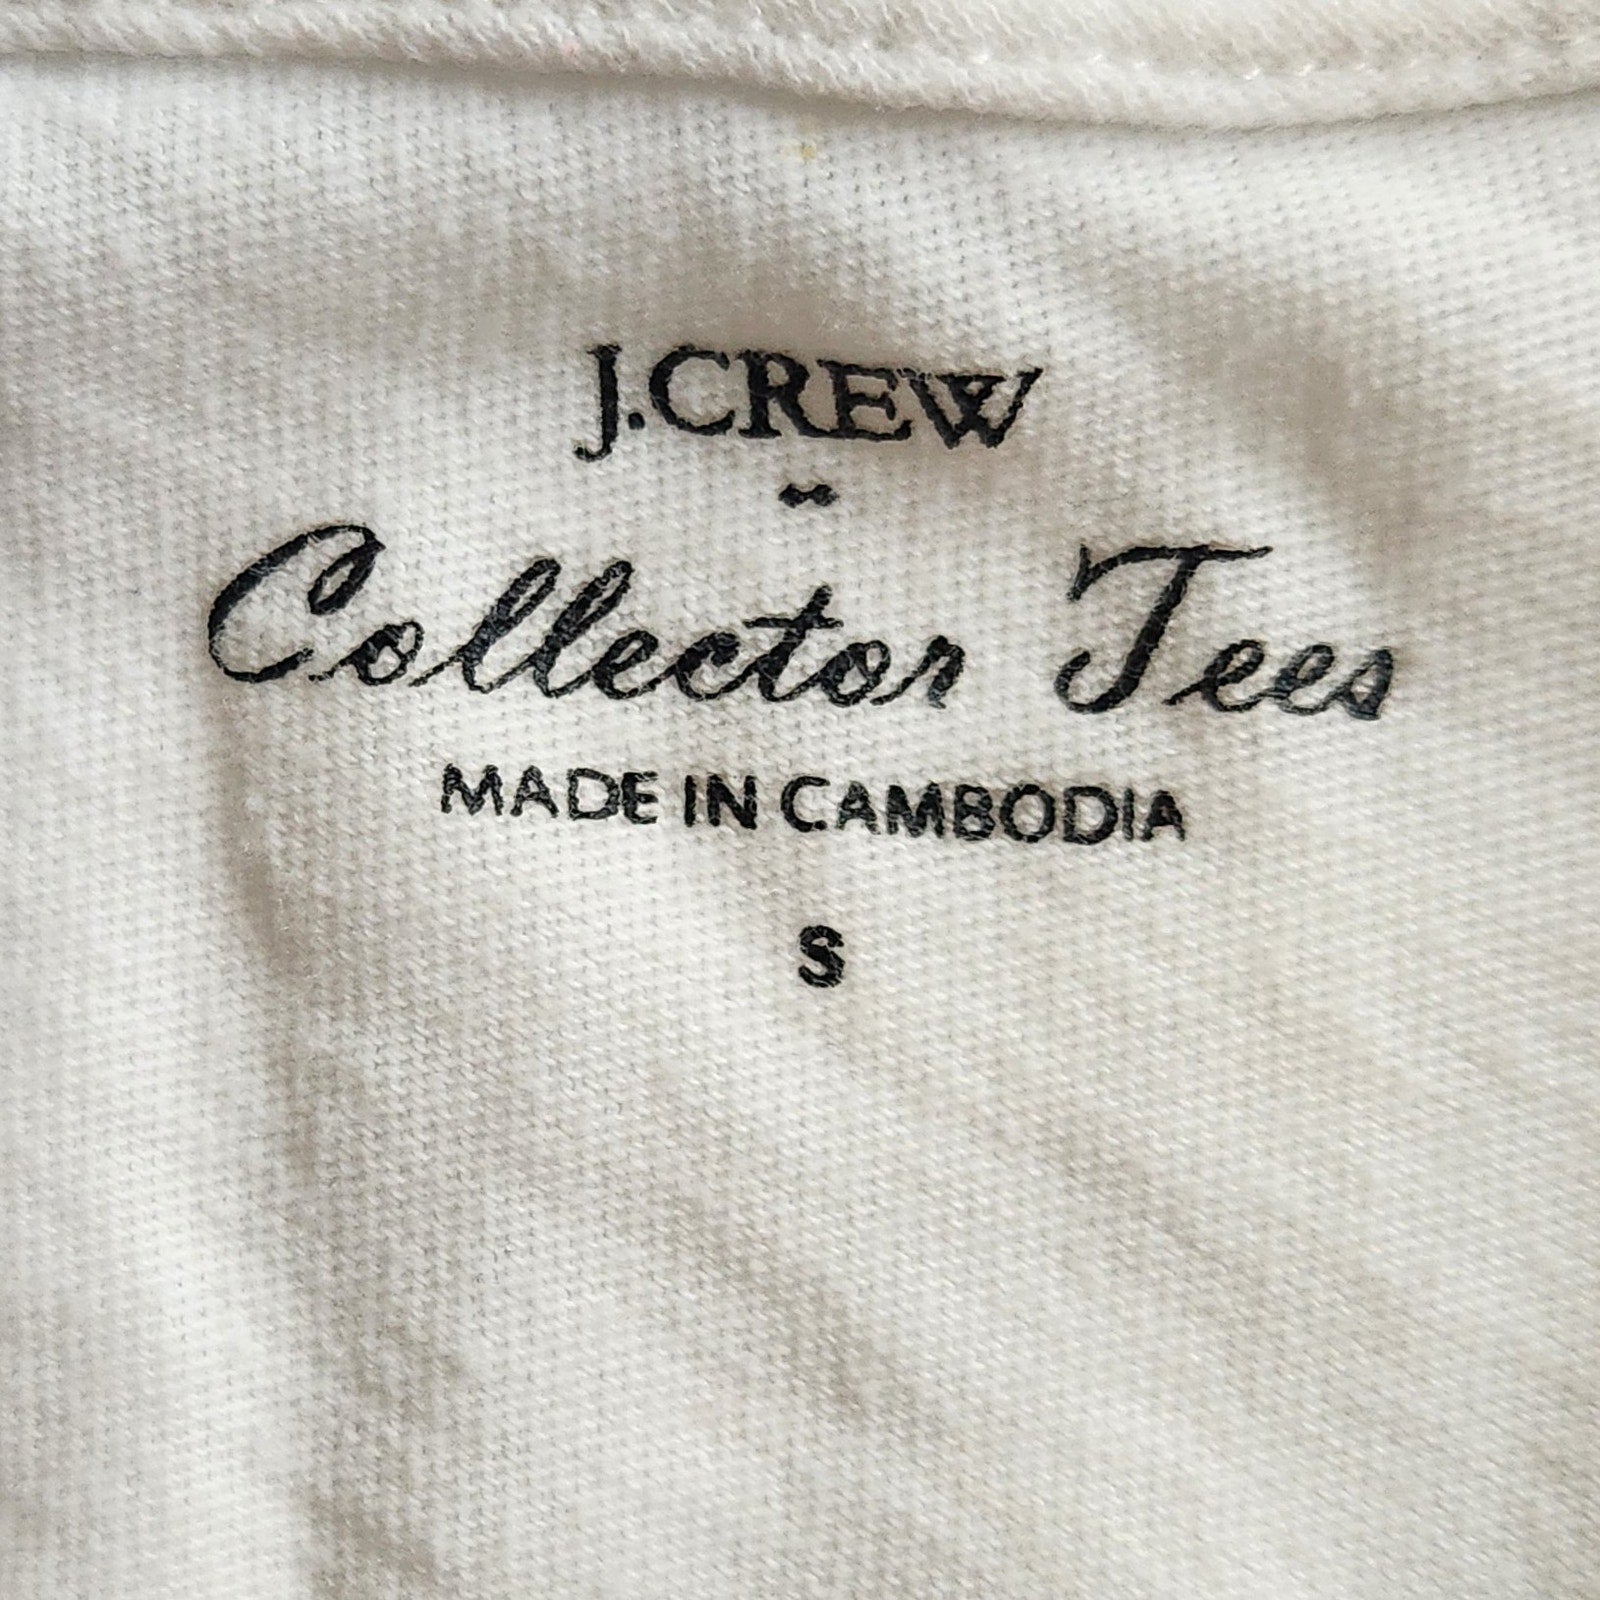 J.CREW
Collector Tees
MADE IN CAMBODIA
S